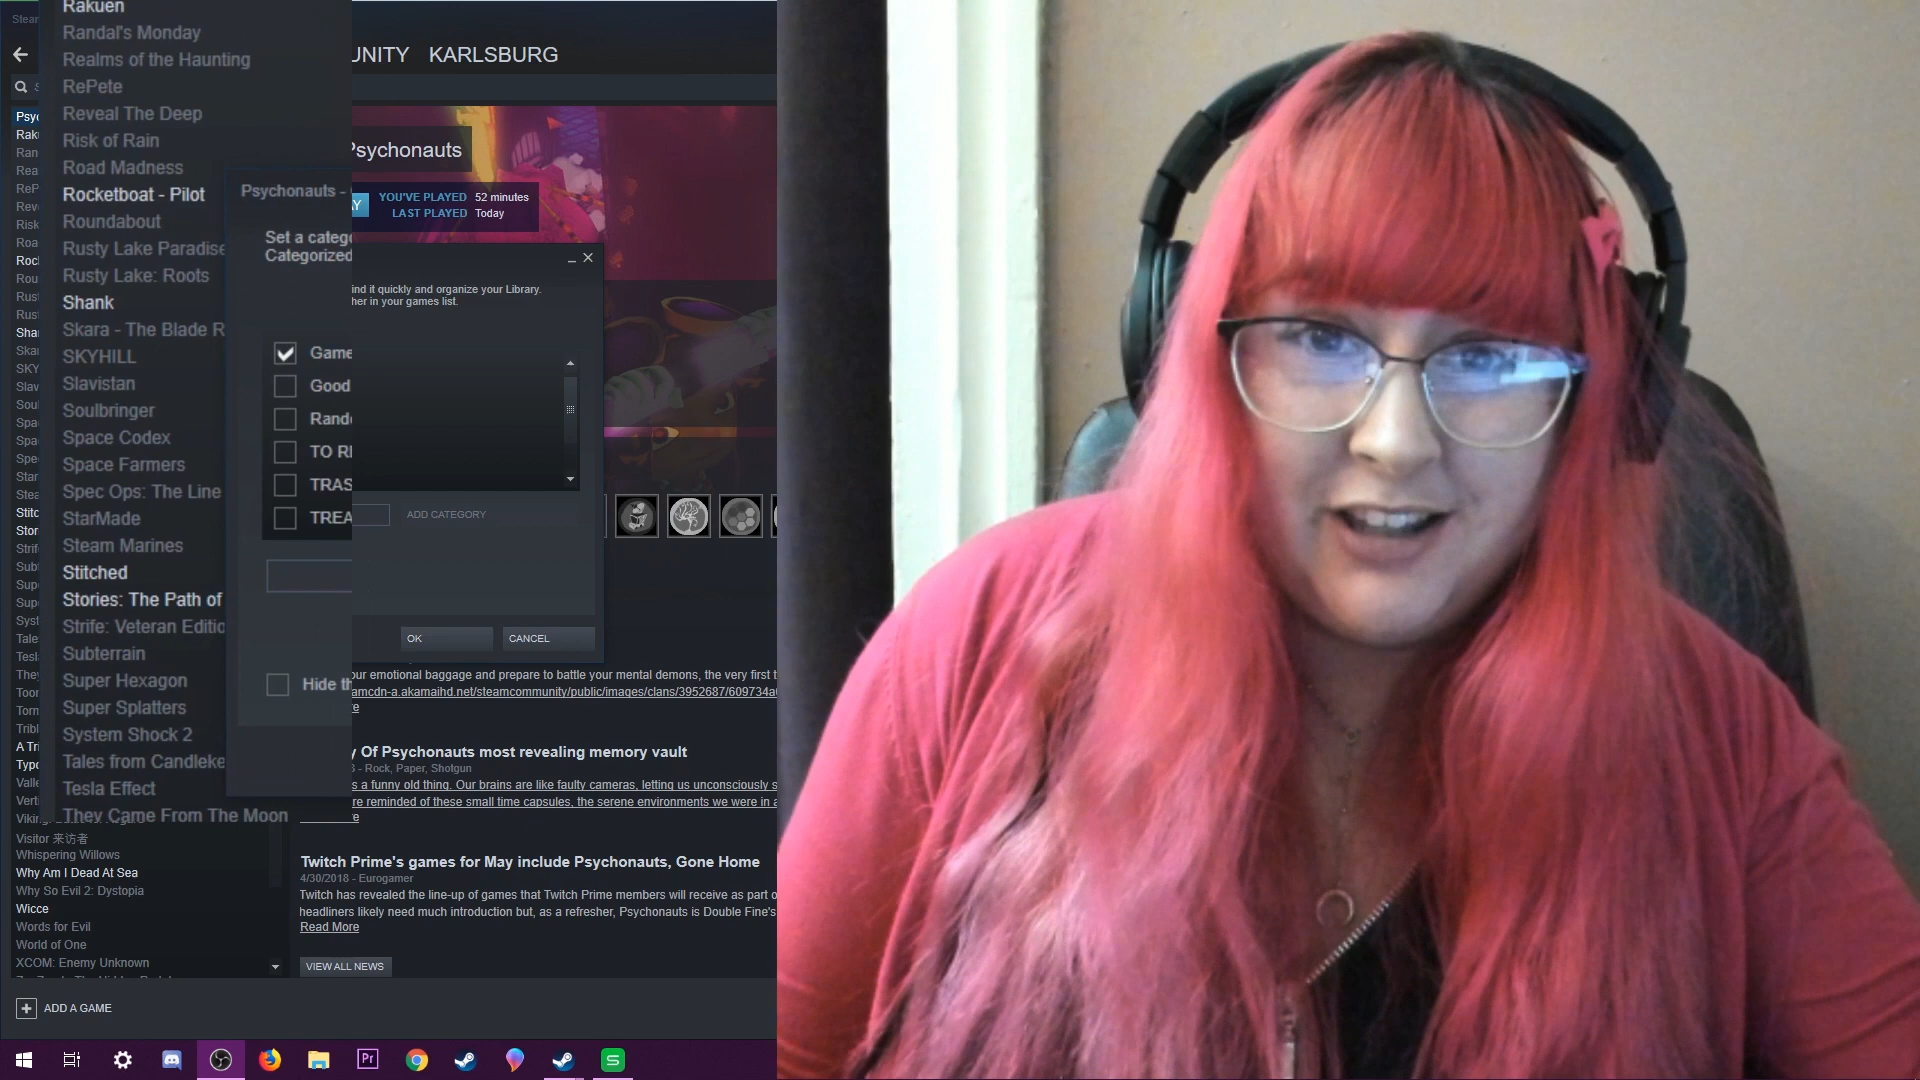 Steam
UNITY KARLSBURG
Rakuen
Randal's Monday
Realms of the Haunting
RePete
Reveal The Deep
Risk of Rain
Road Madness
Rocketboat - Pilot
Roundabout
Rusty Lake Paradise
Rusty Lake: Roots
Shank
Skara - The Blade R
SKYHILL
Slavistan
Soulbringer
Space Codex
Space Farmers
Spec Ops: The Line
StarMade
Steam Marines
Stitched
Stories: The Path of
Strife: Veteran Editio
Subterrain
Super Hexagon
Super Splatters
System Shock 2
Tales from Candleke
Tesla Effect
They Came From The Moon
Visitor 来访者
Whispering Willows
Why Am I Dead At Sea
Why So Evil 2: Dystopia
Wicce
Words for Evil
World of One
XCOM: Enemy Unknown
ADD A GAME
Psychonauts
YOU'VE PLAYED 52 minutes
LAST PLAYED Today
Psychonauts -
Set a catego
Categorized
ind it quickly and organize your Library.
her in your games list.
Game
Good
Rando
TO RE
TRAS
TREA
ADD CATEGORY
OK CANCEL
Hide th
our emotional baggage and prepare to battle your mental demons, the very first t
amcdn-a.akamaihd.net/steamcommunity/public/images/clans/3952687/609734a
re
y Of Psychonauts most revealing memory vault
8 - Rock, Paper, Shotgun
s a funny old thing. Our brains are like faulty cameras, letting us unconsciously s
re reminded of these small time capsules, the serene environments we were in a
re
Twitch Prime's games for May include Psychonauts, Gone Home
4/30/2018 - Eurogamer
Twitch has revealed the line-up of games that Twitch Prime members will receive as part o
headliners likely need much introduction but, as a refresher, Psychonauts is Double Fine's
Read More
VIEW ALL NEWS
Pr
S